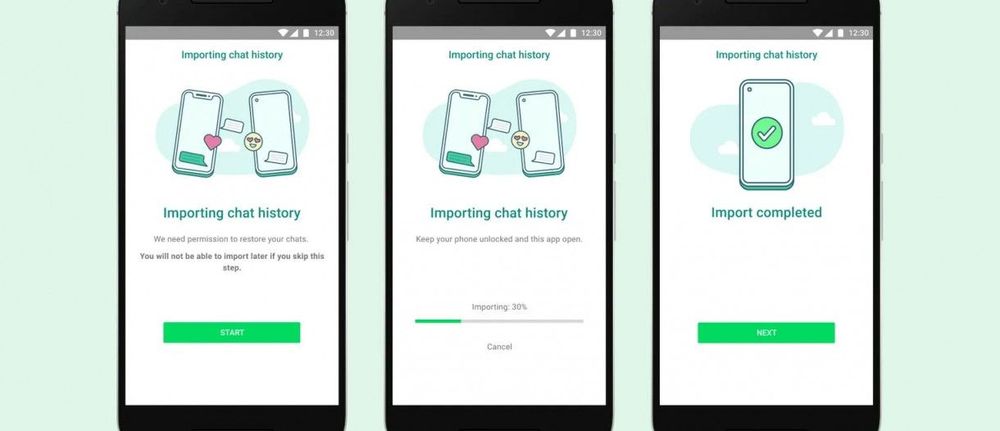 12:30
Importing chat history
Importing chat history
We need permission to restore your chats.
You will not be able to import later if you skip this
step.
START
12:30
Importing chat history
Importing chat history
Keep your phone unlocked and this app open.
Importing: 30%
Cancel
12:30
Importing chat history
Import completed
NEXT